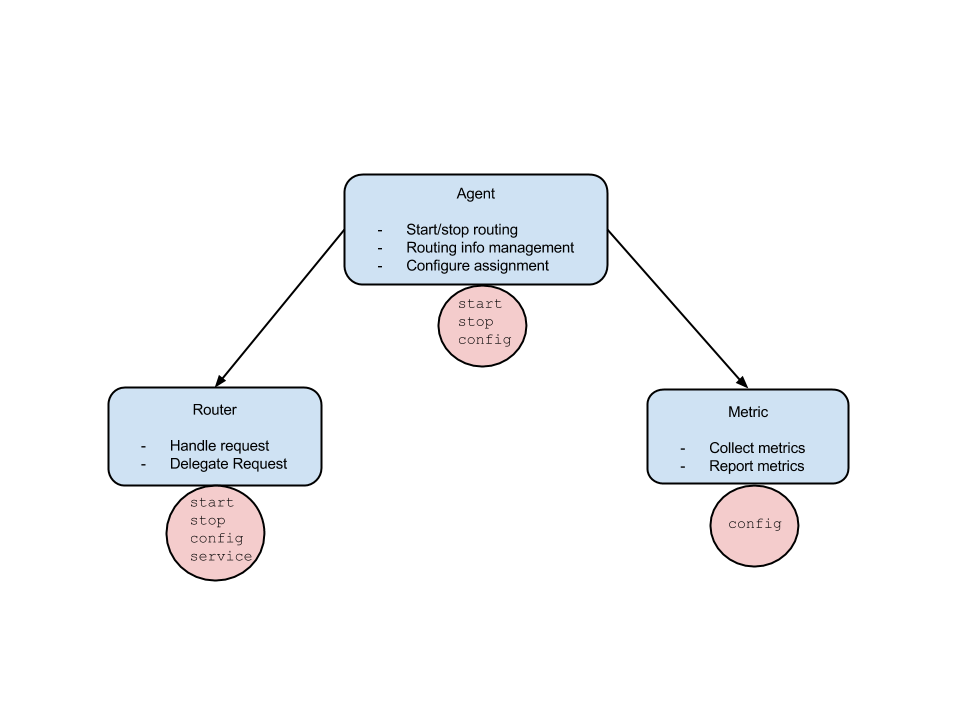 Agent
- Start/stop routing
- Routing info management
- Configure assignment
start
stop
config
Router
- Handle request
- Delegate Request
start
stop
config
service
Metric
- Collect metrics
- Report metrics
config